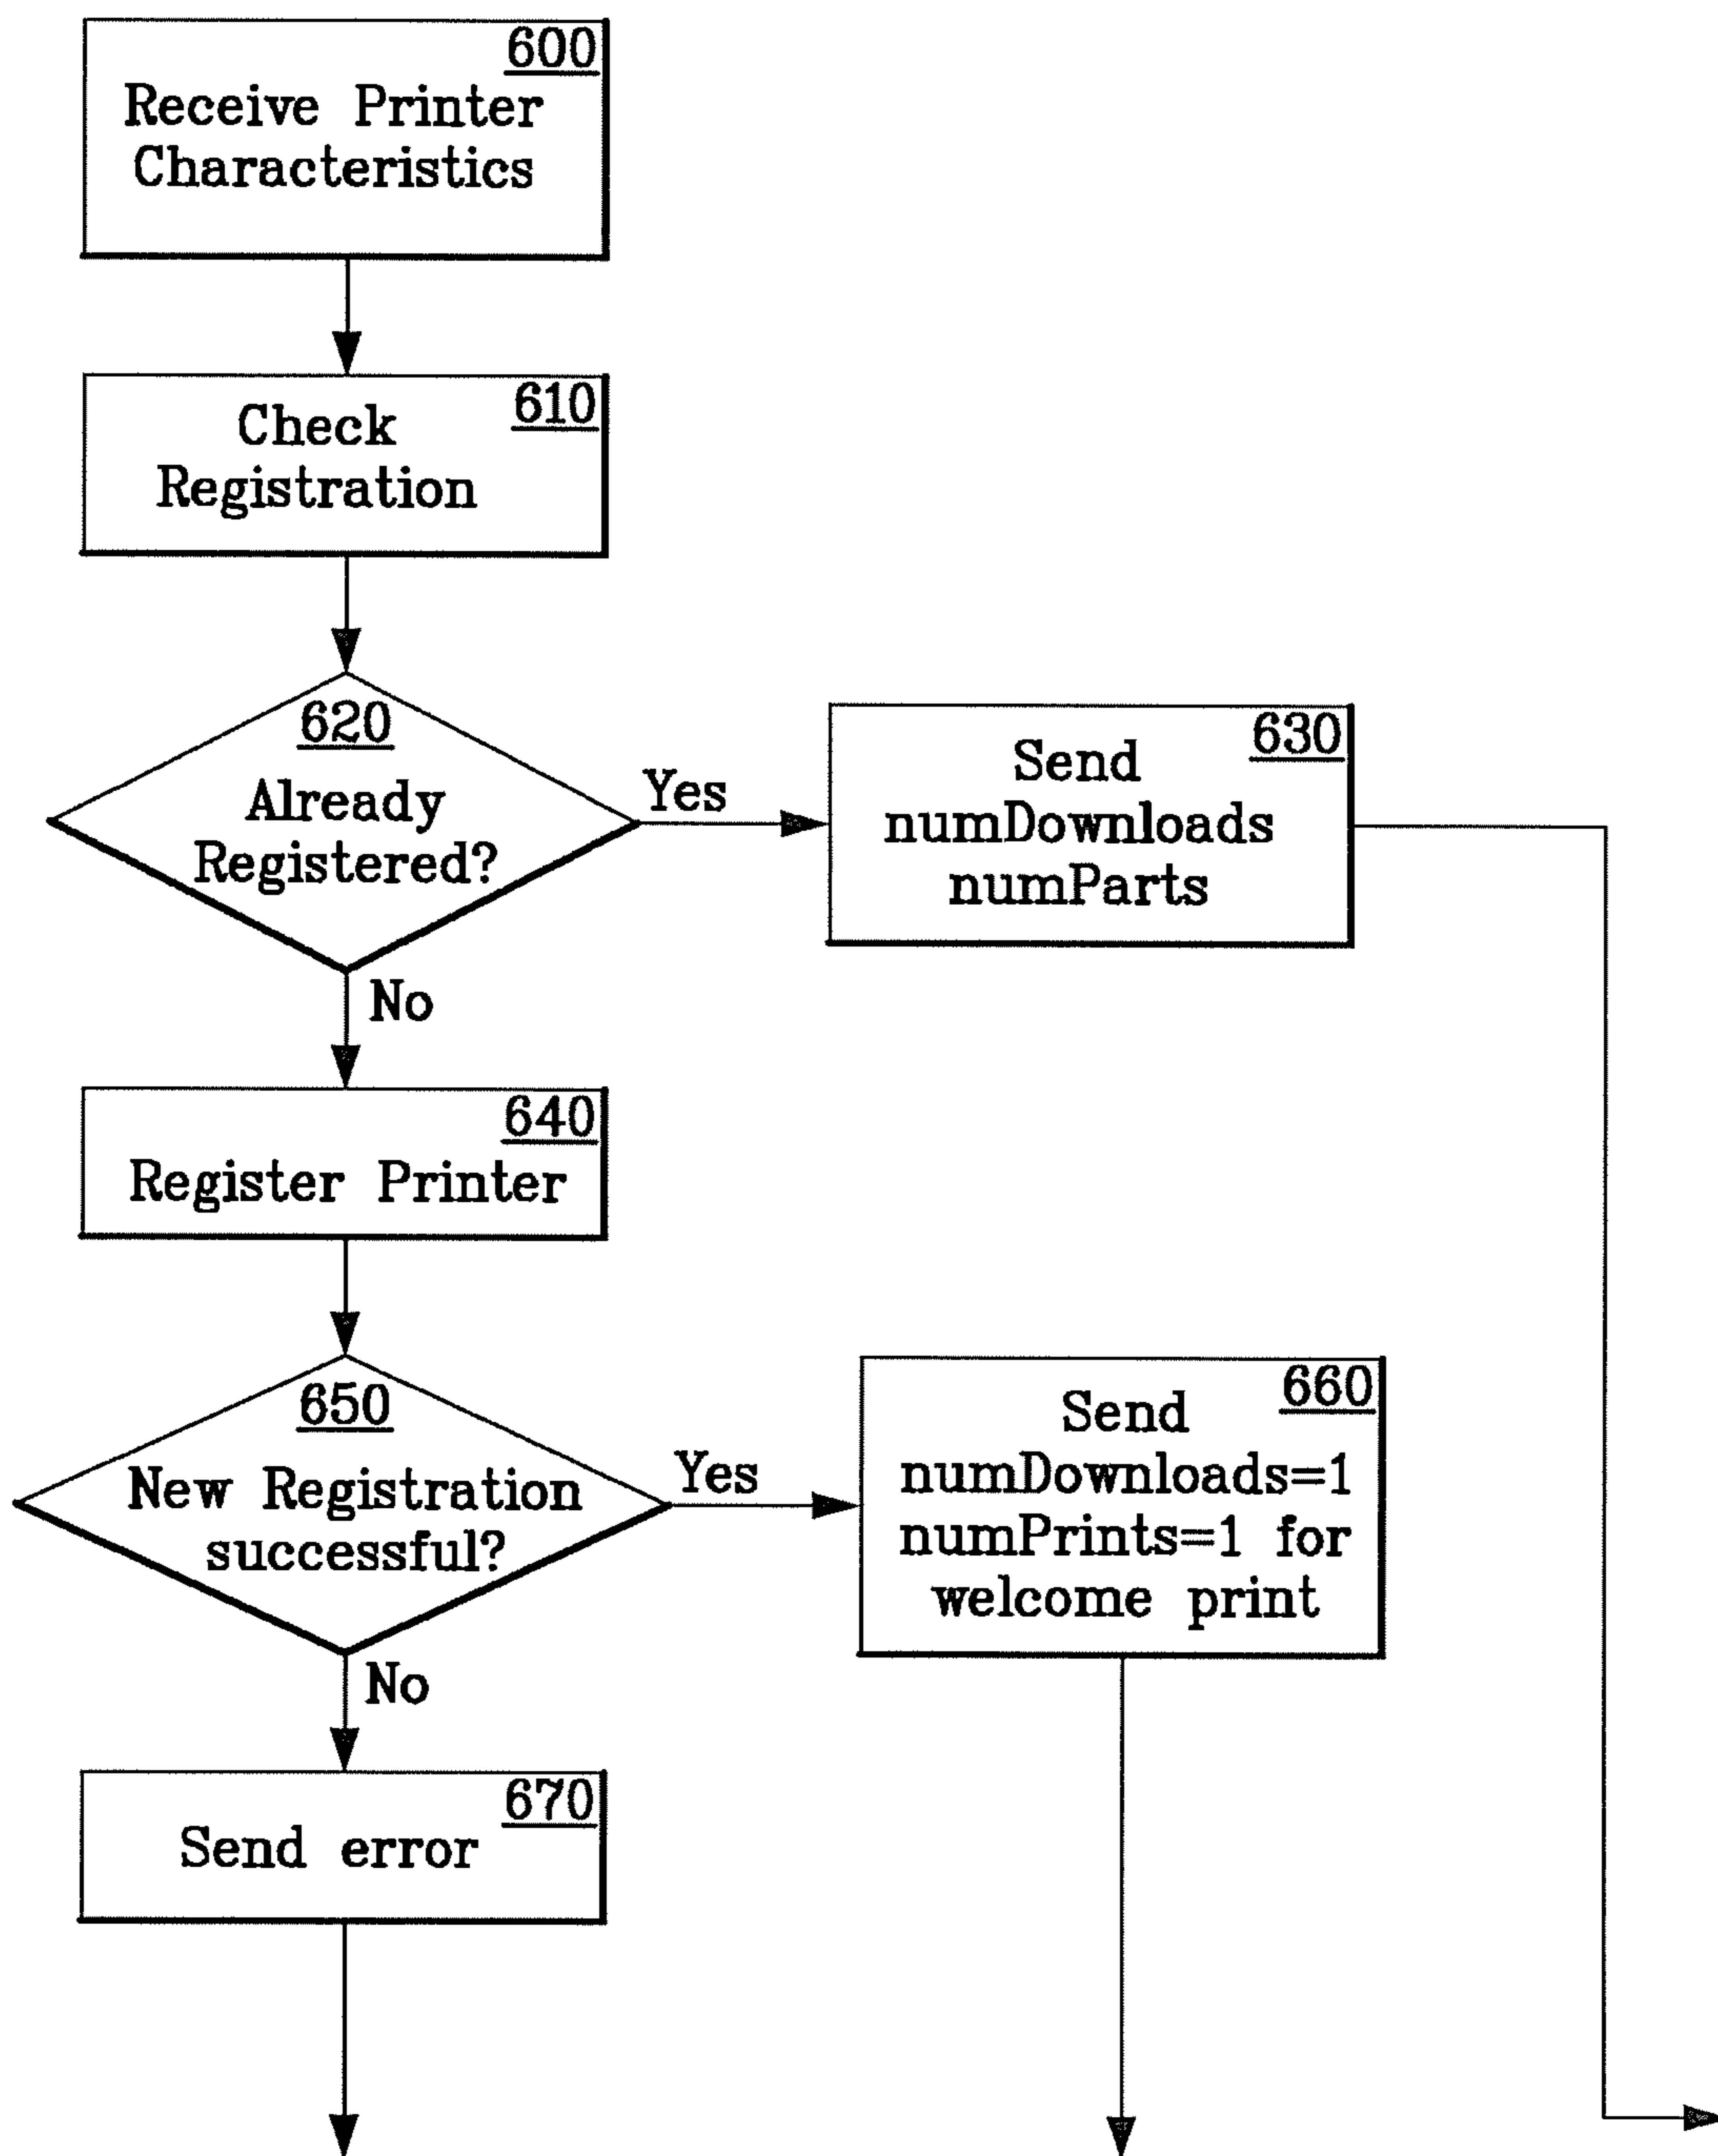 600
Receive Printer
Characteristics
610
Check
Registration
620
Already
Registered?
Yes
630
Send
numDownloads
numParts
No
640
Register Printer
650
New Registration
successful?
Yes
660
Send
numDownloads=1
numPrints=1 for
welcome print
No
670
Send error